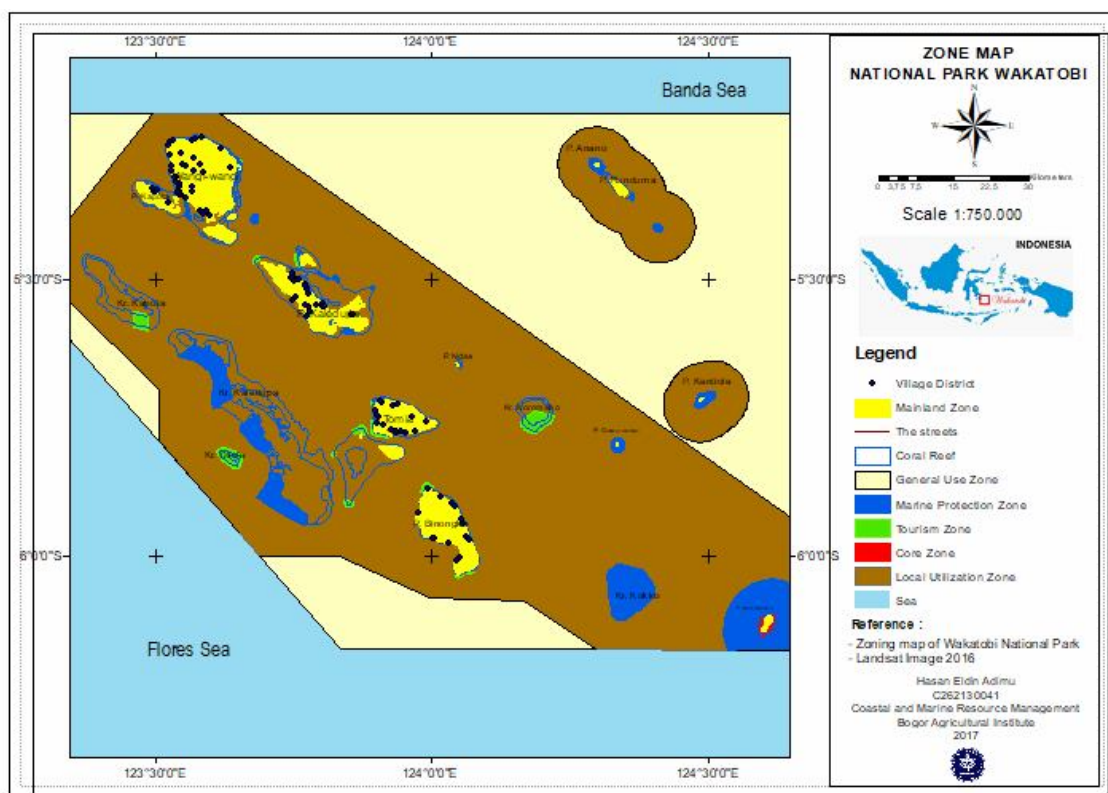 123°30'0"E
124°0'0"E
124°30'0"E
Banda Sea
P. Anano
5°30'0"S
5°30'0"S
P. Kentiole
Tomia
P. Binongko
6°0'0"S
6°0'0"S
Flores Sea
123°30'0"E
124°0'0"E
124°30'0"E
ZONE MAP
NATIONAL PARK WAKATOBI
N
W
E
S
0 3,75 7,5 15 22,5 30
Kilometers
Scale 1:750.000
INDONESIA
Wakatobi
Legend
Village District
Mainland Zone
The streets
Coral Reef
General Use Zone
Marine Protection Zone
Tourism Zone
Core Zone
Local Utilization Zone
Sea
Reference :
- Zoning map of Wakatobi National Park
- Landsat Image 2016
Hasan Eldin Adimu
C262130041
Coastal and Marine Resource Management
Bogor Agricultural Institute
2017